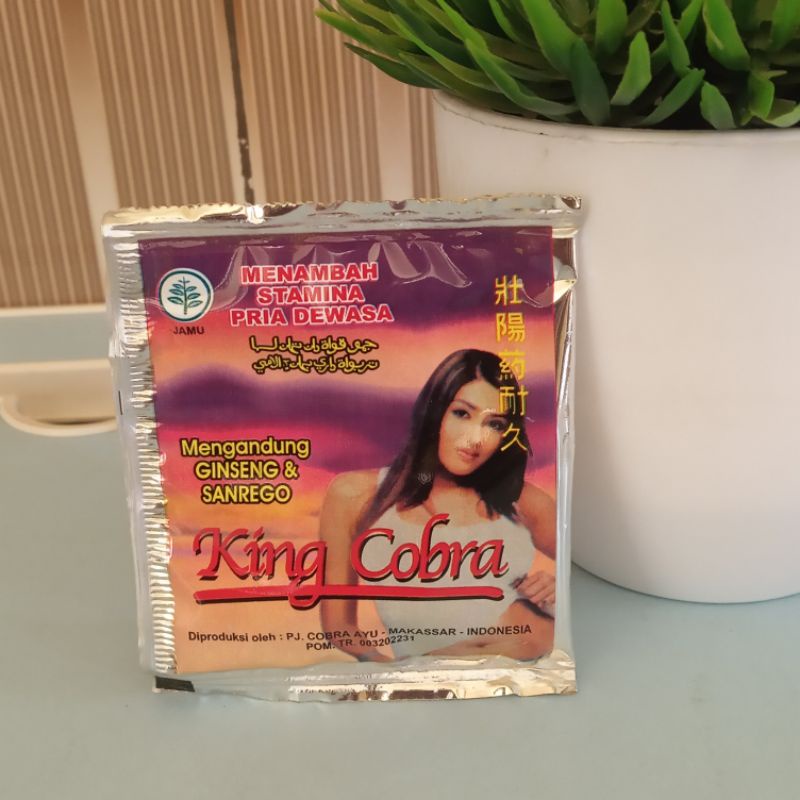 JAMU
MENAMBAH
STAMINA
PRIA DEWASA
壯陽葯耐久
Mengandung
GINSENG &
SANREGO
King Cobra
Diproduksi oleh : PJ. COBRA AYU - MAKASSAR - INDONESIA
POM. TR. 003202231